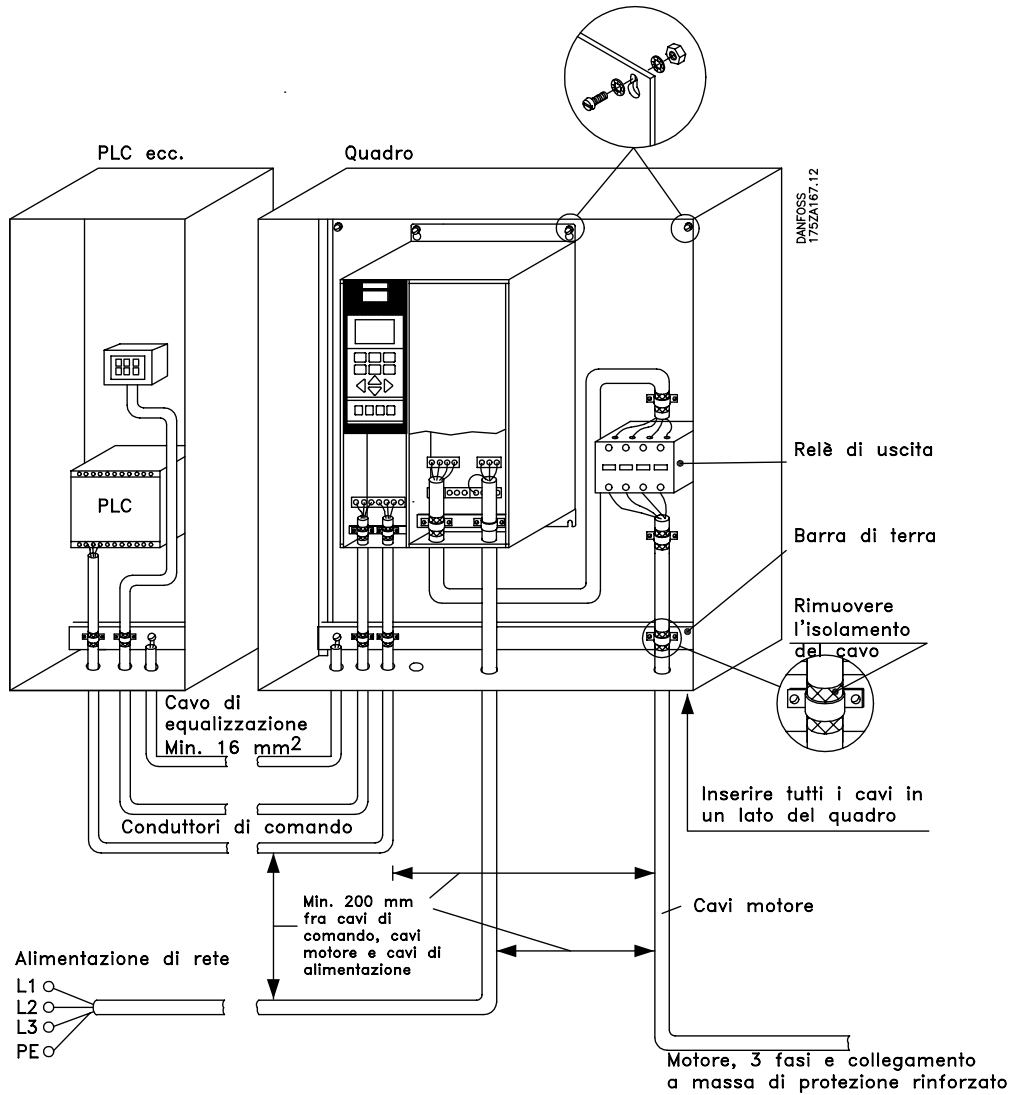 PLC ecc.
Quadro
DANFOSS
175ZA167.12
PLC
Relè di uscita
Barra di terra
Rimuovere
l'isolamento
del cavo
Cavo di
equalizzazione
Min. 16 mm2
Inserire tutti i cavi in
un lato del quadro
Conduttori di comando
Min. 200 mm
fra cavi di
comando, cavi
motore e cavi di
alimentazione
Cavi motore
Alimentazione di rete
L1
L2
L3
PE
Motore, 3 fasi e collegamento
a massa di protezione rinforzato